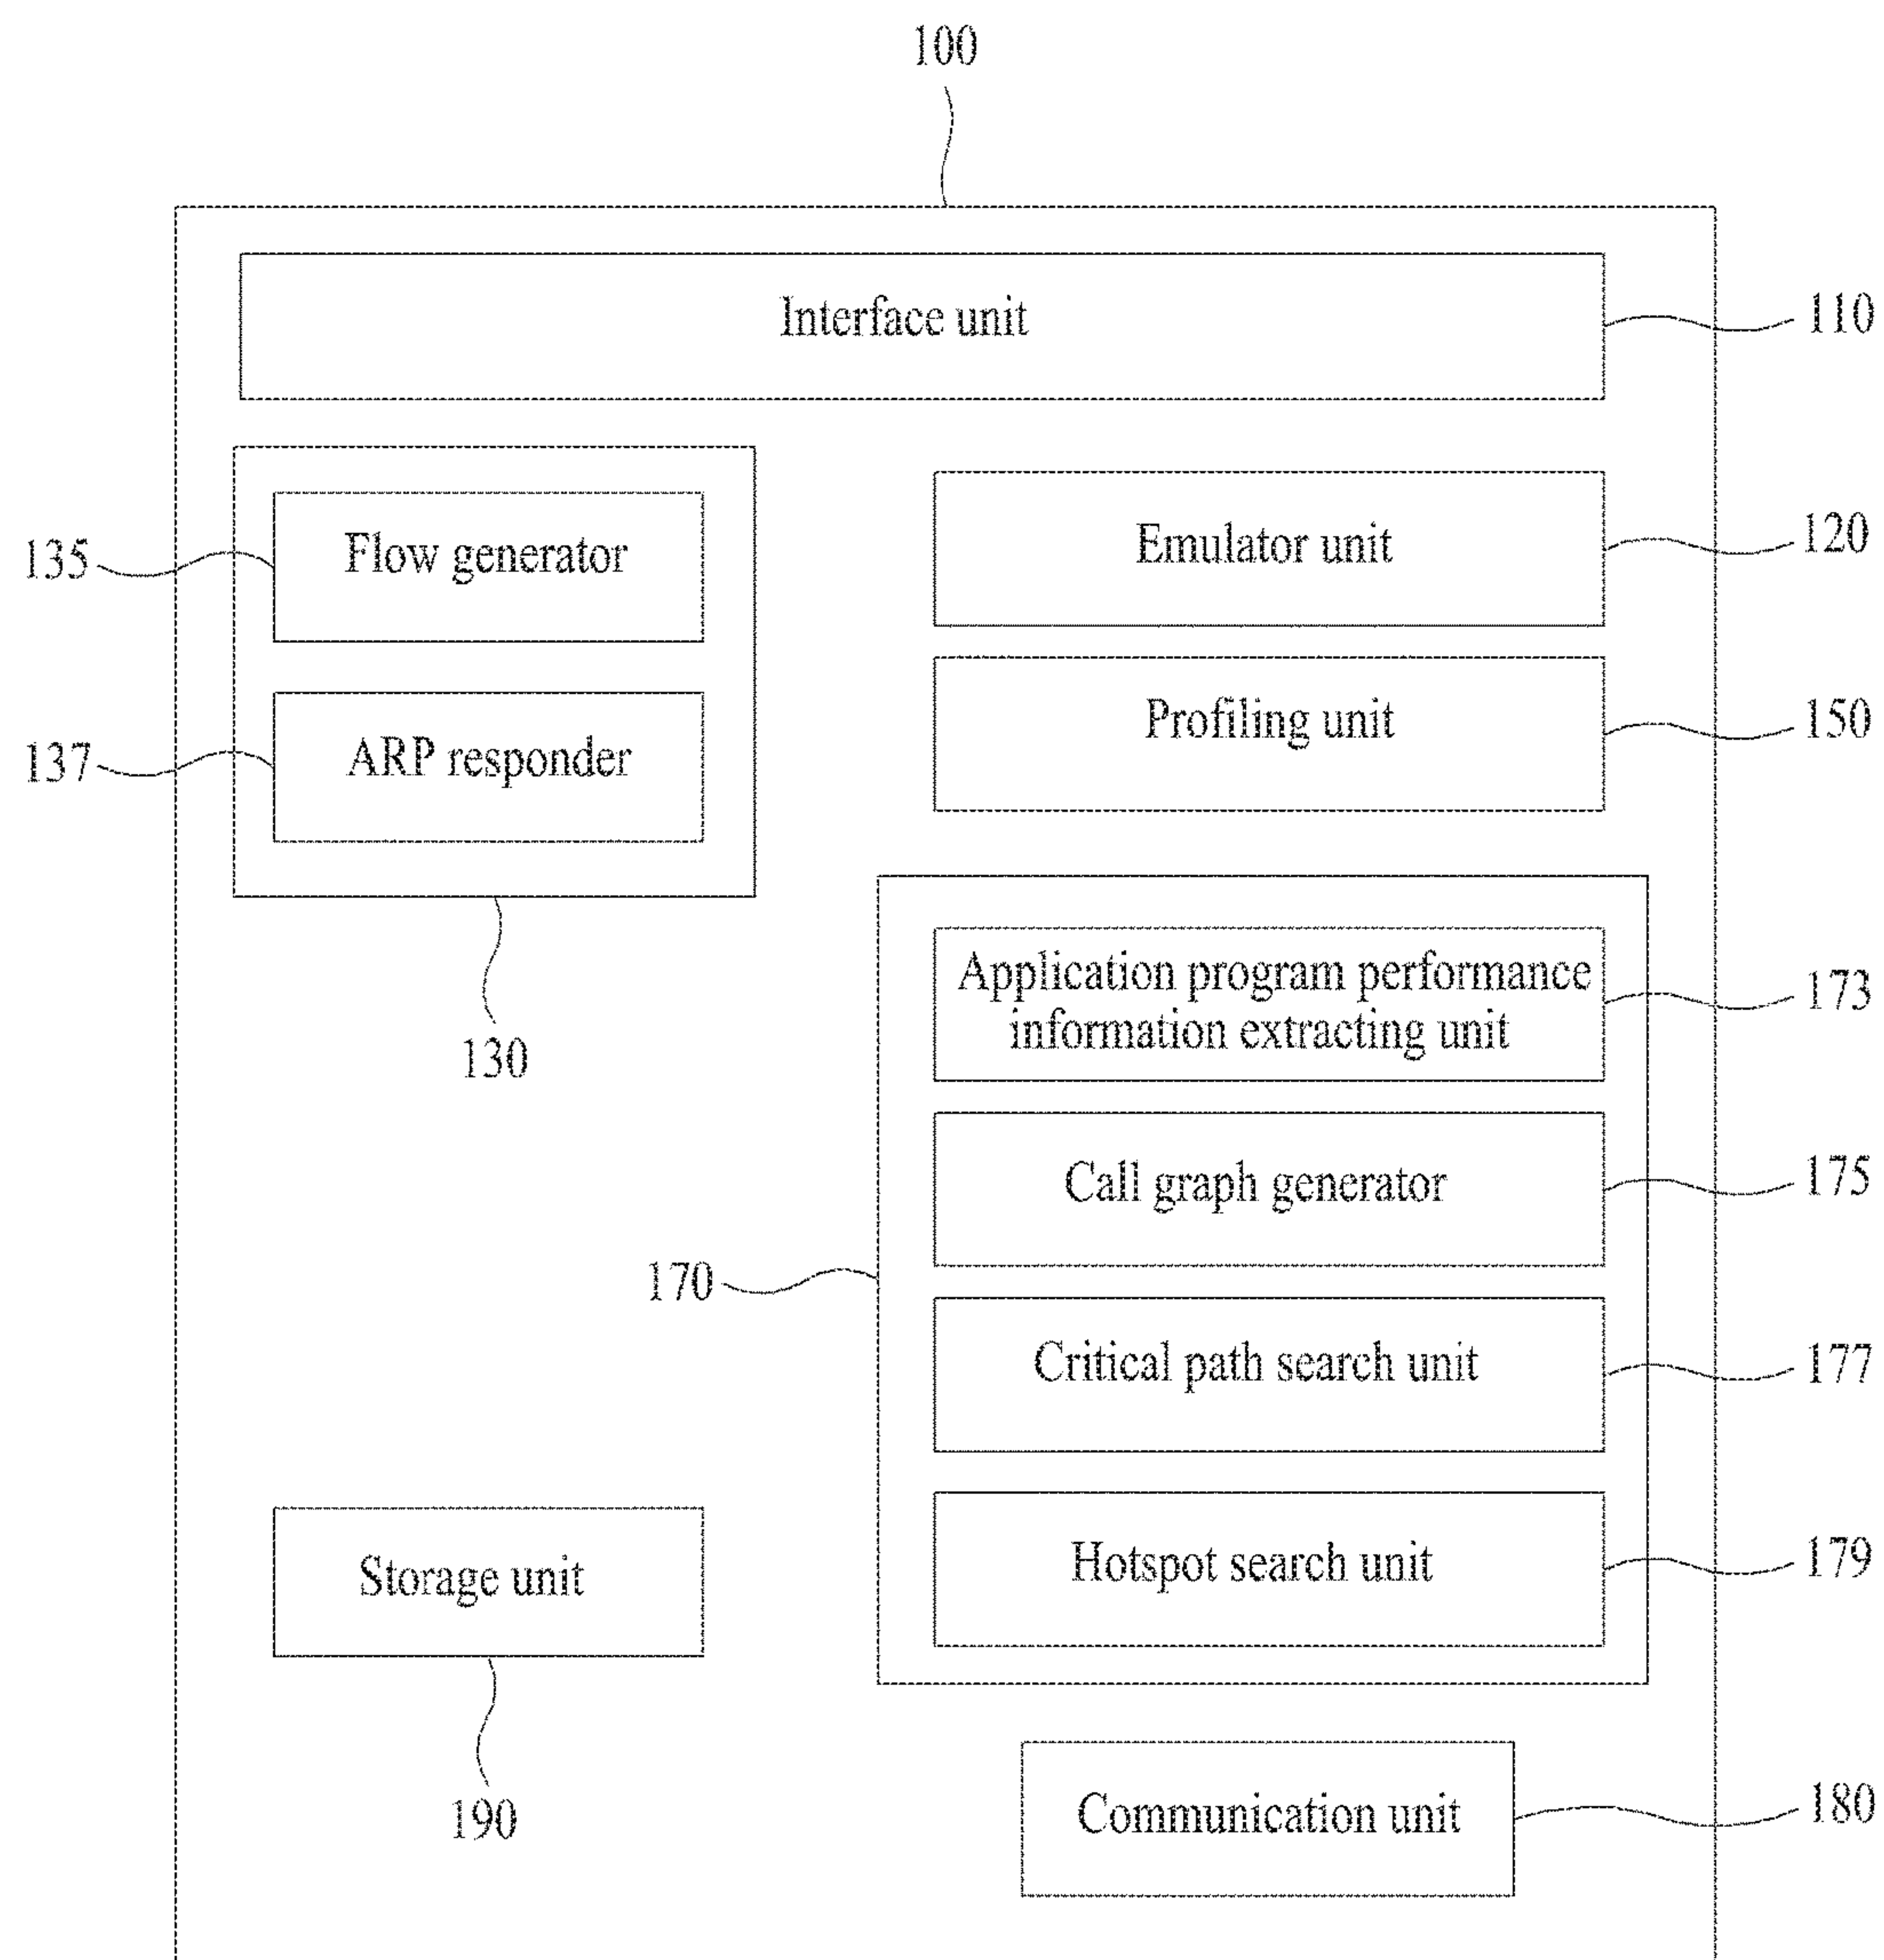 100
Interface unit
110
Flow generator
135
Emulator unit
120
ARP responder
137
Profiling unit
150
130
Application program performance
information extracting unit
173
Call graph generator
175
170
Critical path search unit
177
Hotspot search unit
179
Storage unit
190
Communication unit
180